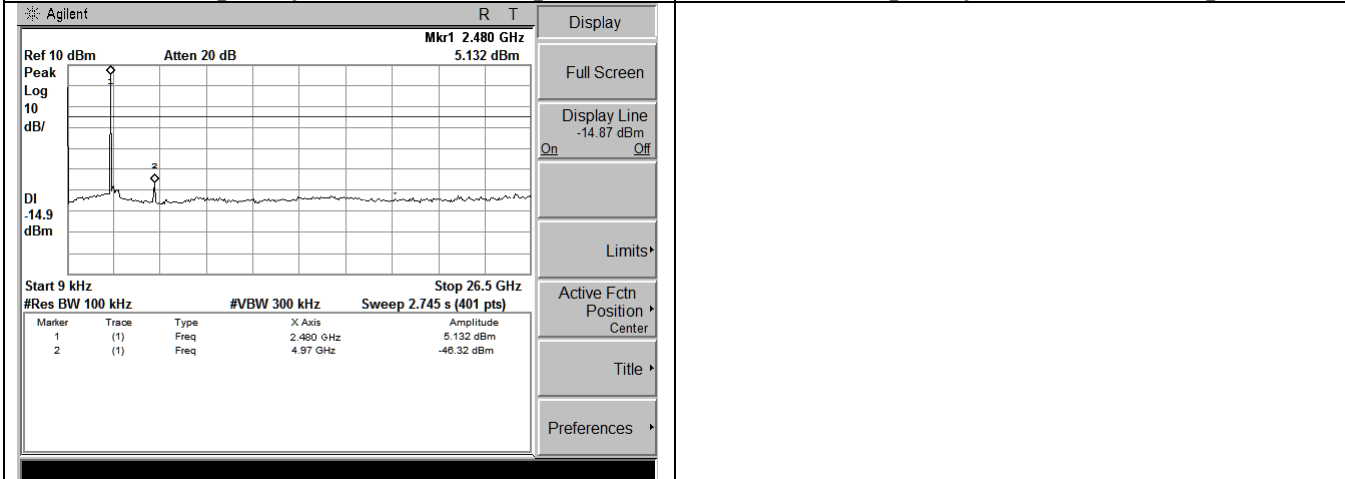 Agilent
R T
Mkr1 2.480 GHz
Ref 10 dBm Atten 20 dB 5.132 dBm
Peak
Log
10
dB/
1
2
DI
-14.9
dBm
Start 9 kHz Stop 26.5 GHz
#Res BW 100 kHz #VBW 300 kHz Sweep 2.745 s (401 pts)
Marker Trace Type X Axis Amplitude
1 (1) Freq 2.480 GHz 5.132 dBm
2 (1) Freq 4.97 GHz -46.32 dBm
Display
Full Screen
Display Line
-14.87 dBm
On Off
Limits
Active Fctn
Position
Center
Title
Preferences